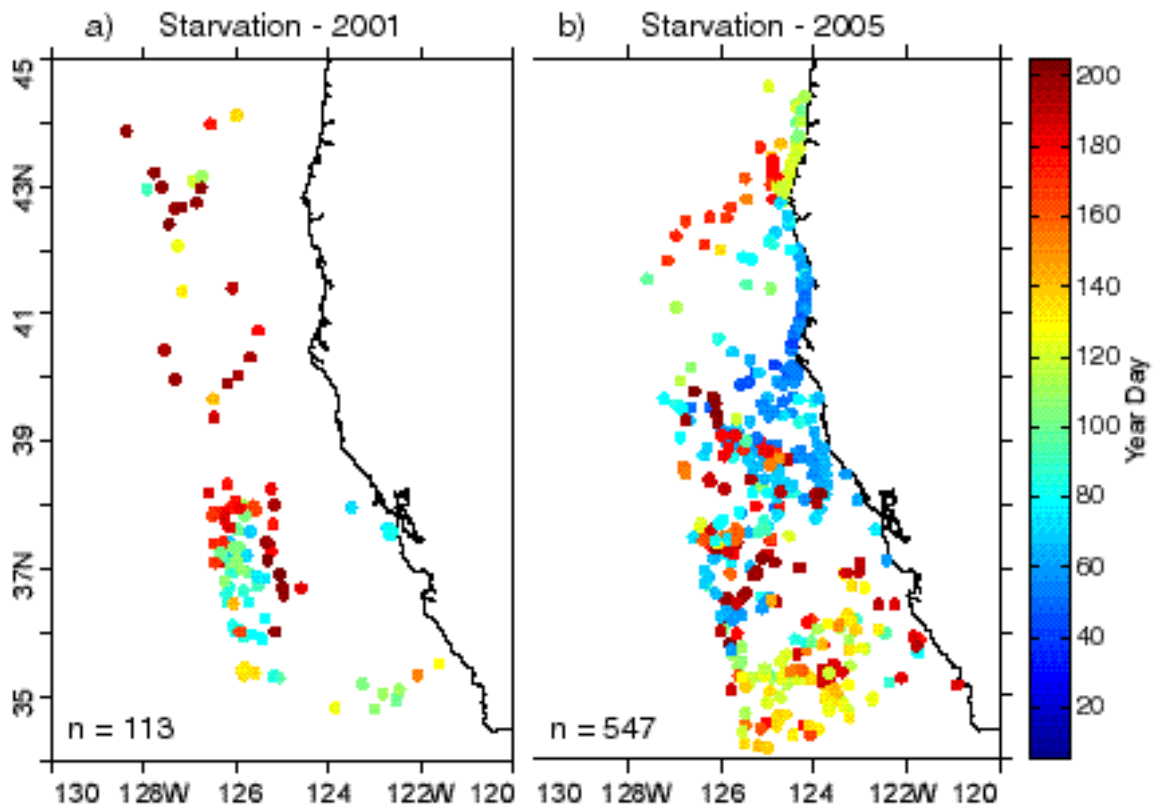 a) Starvation - 2001
b) Starvation - 2005
45
43N
41
39
37N
35
n = 113
n = 547
130 128W 126 124 122W 120
128W 126 124 122W 120
200
180
160
140
120
100
80
60
40
20
Year Day